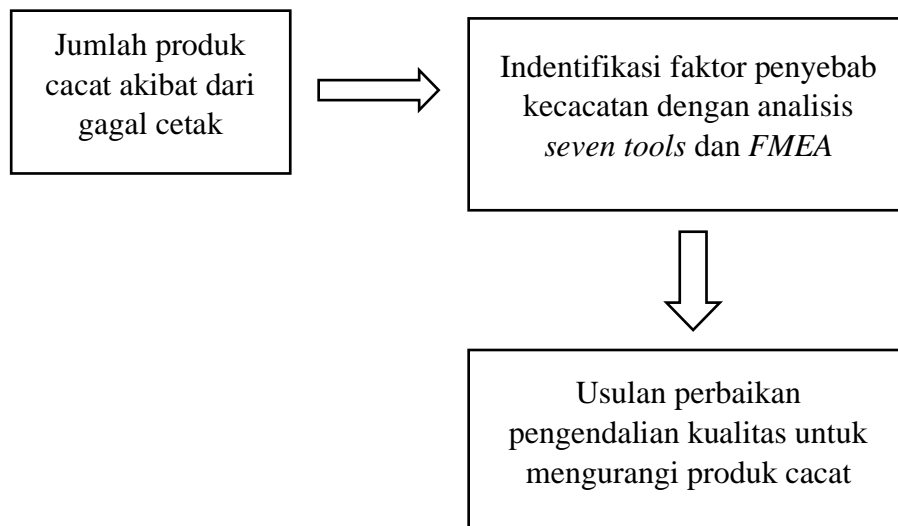 Jumlah produk
cacat akibat dari
gagal cetak
Indentifikasi faktor penyebab
kecacatan dengan analisis
seven tools dan FMEA
Usulan perbaikan
pengendalian kualitas untuk
mengurangi produk cacat